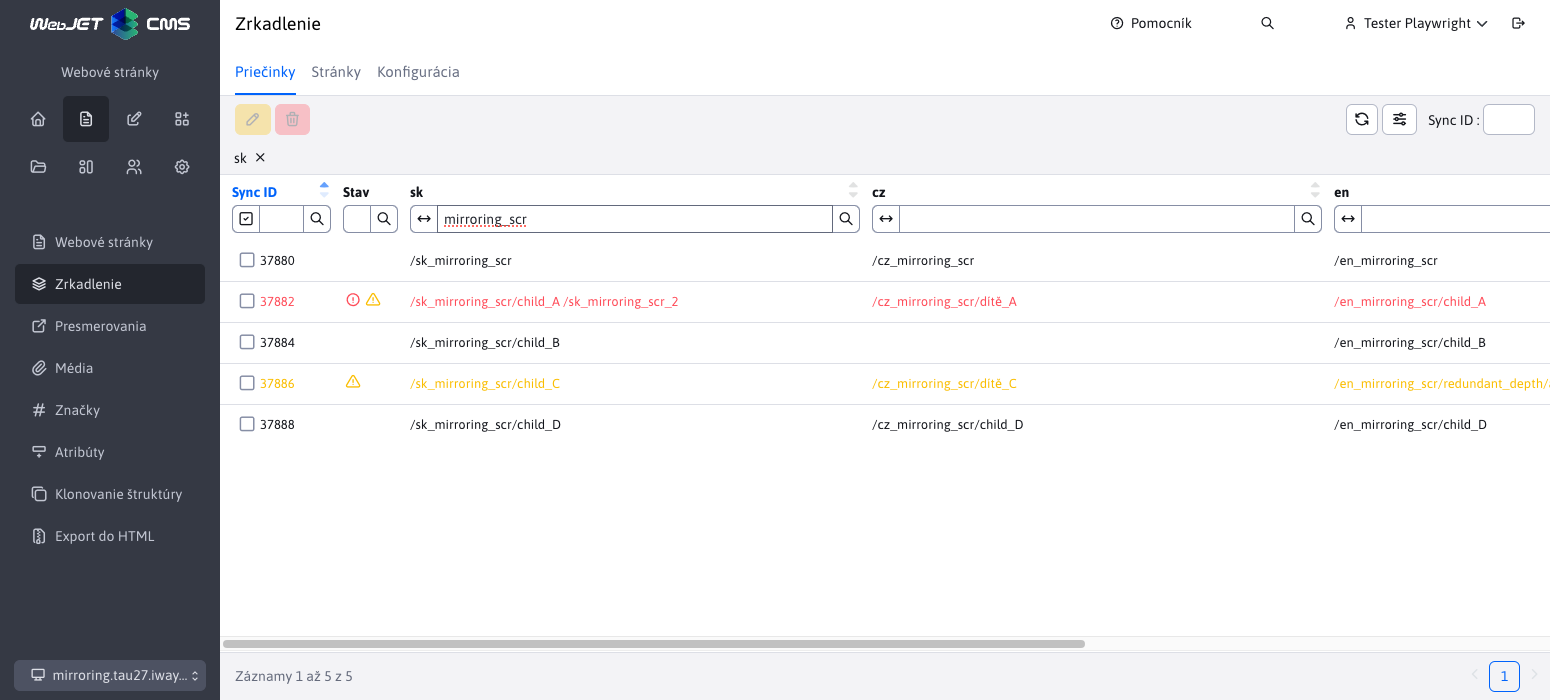 WebJET CMS
Webové stránky
Webové stránky
Zrkadlenie
Presmerovania
Média
Značky
Atribúty
Klonovanie štruktúry
Export do HTML
mirroring.tau27.iway...
Zrkadlenie
Pomocník
Tester Playwright
Priečinky Stránky Konfigurácia
Sync ID :
sk ×
Sync ID Stav sk cz en
mirroring_scr
37880 /sk_mirroring_scr /cz_mirroring_scr /en_mirroring_scr
37882 /sk_mirroring_scr/child_A /sk_mirroring_scr_2 /cz_mirroring_scr/dítě_A /en_mirroring_scr/child_A
37884 /sk_mirroring_scr/child_B /en_mirroring_scr/child_B
37886 /sk_mirroring_scr/child_C /cz_mirroring_scr/dítě_C /en_mirroring_scr/redundant_depth/
37888 /sk_mirroring_scr/child_D /cz_mirroring_scr/child_D /en_mirroring_scr/child_D
Záznamy 1 až 5 z 5
1